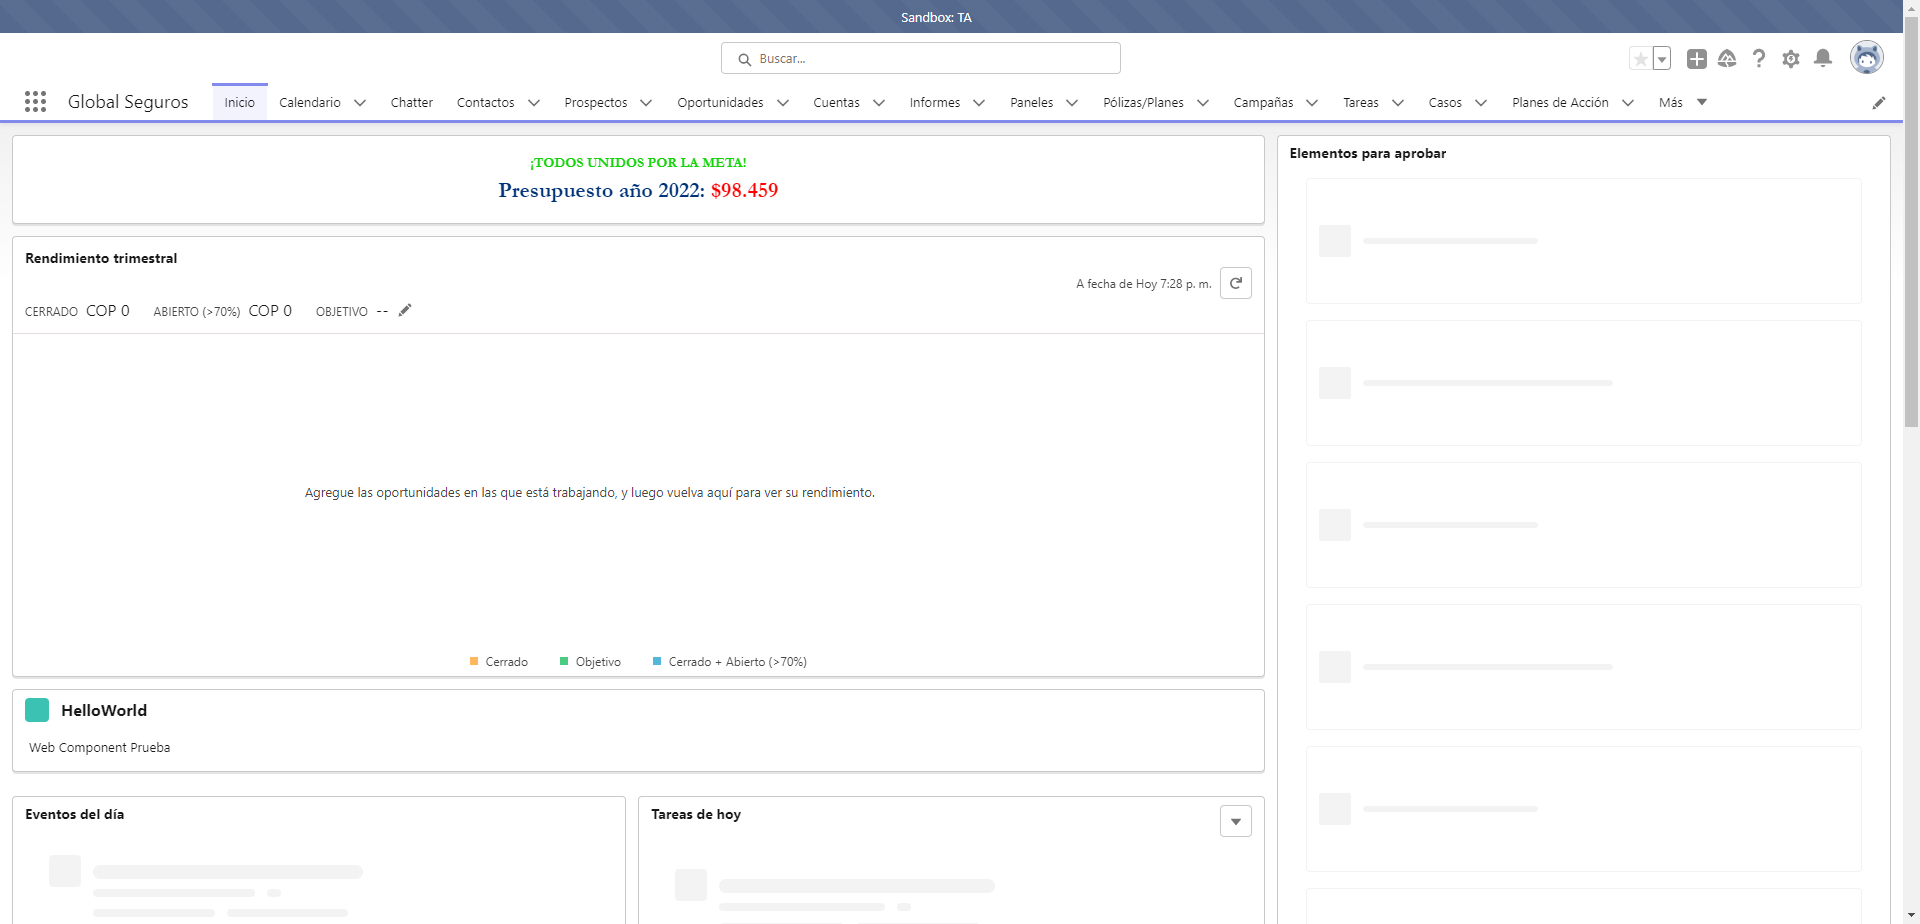 Sandbox: TA
Buscar...
Global Seguros
Inicio
Calendario
Chatter
Contactos
Prospectos
Oportunidades
Cuentas
Informes
Paneles
Pólizas/Planes
Campañas
Tareas
Casos
Planes de Acción
Más
¡TODOS UNIDOS POR LA META!
Presupuesto año 2022: $98.459
Rendimiento trimestral
A fecha de Hoy 7:28 p. m.
CERRADO COP 0 ABIERTO (>70%) COP 0 OBJETIVO --
Agregue las oportunidades en las que está trabajando, y luego vuelva aquí para ver su rendimiento.
Cerrado
Objetivo
Cerrado + Abierto (>70%)
HelloWorld
Web Component Prueba
Eventos del día
Tareas de hoy
Elementos para aprobar